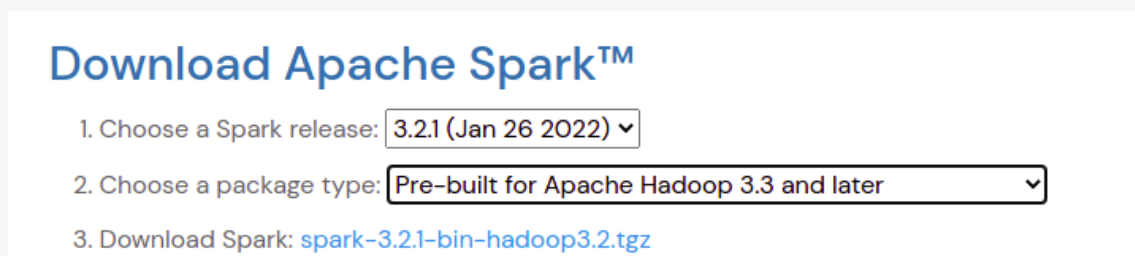 Download Apache Spark™
1. Choose a Spark release: 3.2.1 (Jan 26 2022)
2. Choose a package type: Pre-built for Apache Hadoop 3.3 and later
3. Download Spark: spark-3.2.1-bin-hadoop3.2.tgz